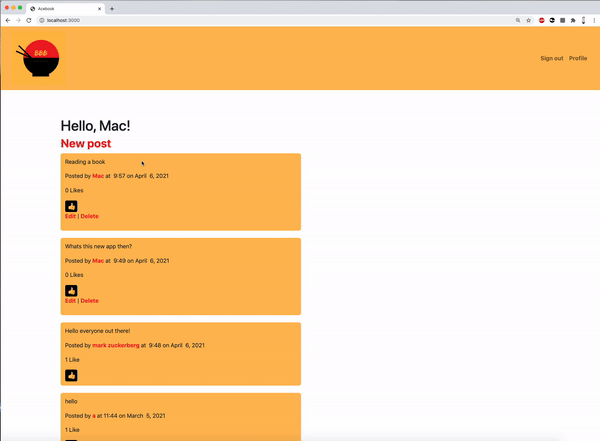 Acebook
localhost:3000
BBB
Sign out Profile
Hello, Mac!
New post
Reading a book
Posted by Mac at 9:57 on April 6, 2021
0 Likes
Edit | Delete
Whats this new app then?
Posted by Mac at 9:49 on April 6, 2021
0 Likes
Edit | Delete
Hello everyone out there!
Posted by mark zuckerberg at 9:48 on April 6, 2021
1 Like
hello
Posted by a at 11:44 on March 5, 2021
1 Like